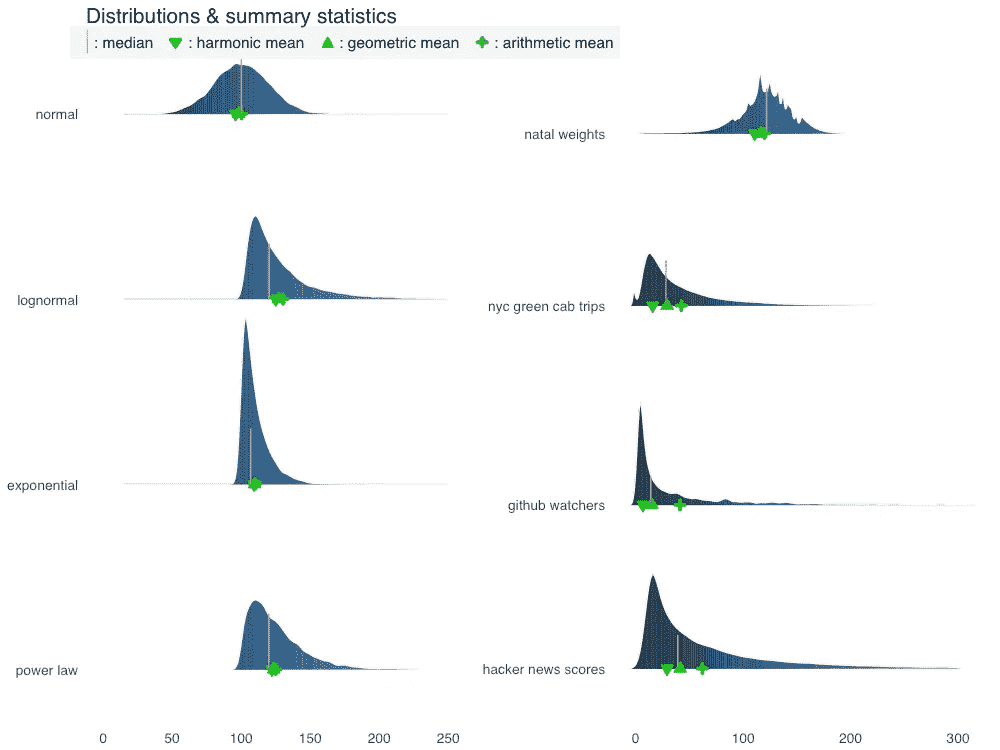 Distributions & summary statistics
: median : harmonic mean : geometric mean : arithmetic mean
normal
lognormal
exponential
power law
0 50 100 150 200 250
natal weights
nyc green cab trips
github watchers
hacker news scores
0 100 200 300